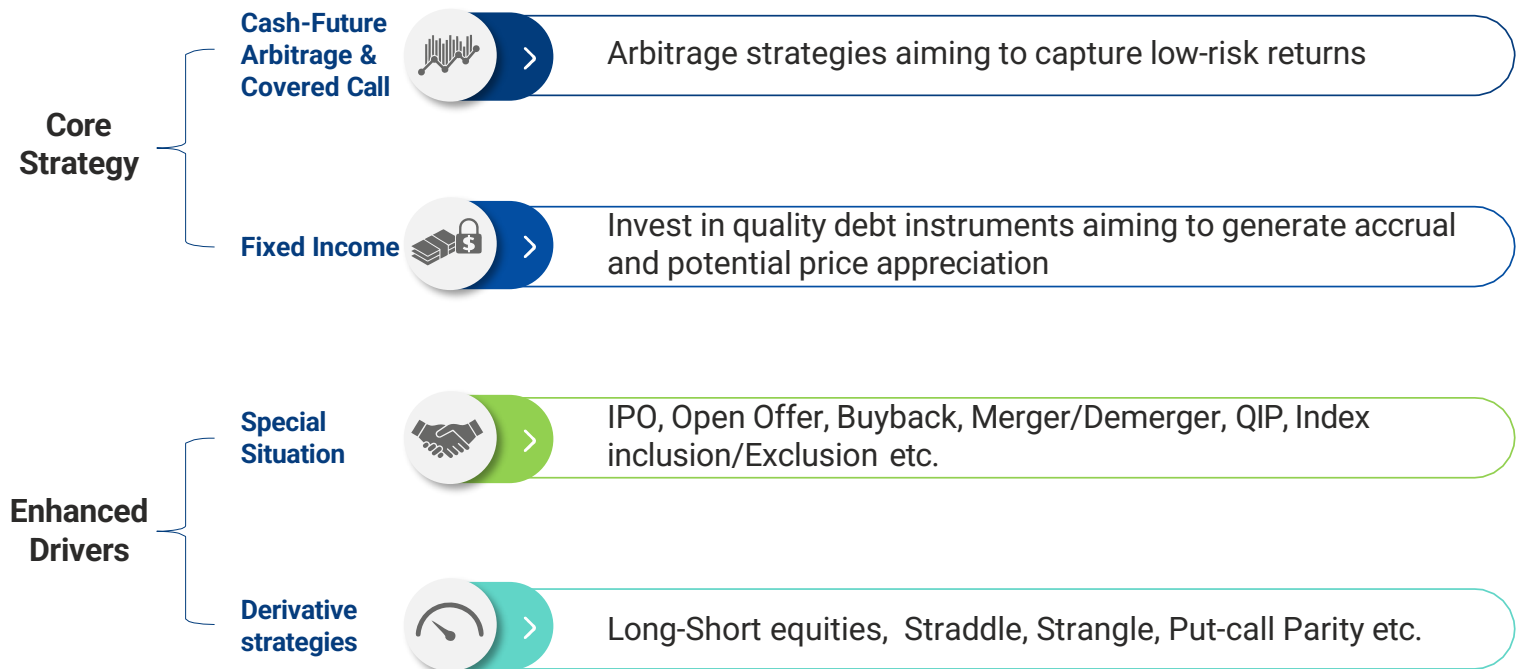 Core
Strategy
Cash-Future
Arbitrage &
Covered Call
Arbitrage strategies aiming to capture low-risk returns
Fixed Income
$
Invest in quality debt instruments aiming to generate accrual
and potential price appreciation
Enhanced
Drivers
Special
Situation
IPO, Open Offer, Buyback, Merger/Demerger, QIP, Index
inclusion/Exclusion etc.
Derivative
strategies
Long-Short equities, Straddle, Strangle, Put-call Parity etc.